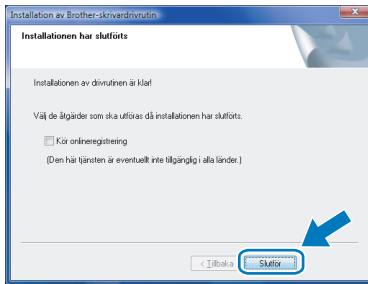 Installation av Brother-skrivardrivrutin
Installationen har slutförts
Installationen av drivrutinen är klar!
Välj de åtgärder som ska utföras då installationen har slutförts.
Kör onlineregistrering
(Den här tjänsten är eventuellt inte tillgänglig i alla länder.)
< Tillbaka
Slutför